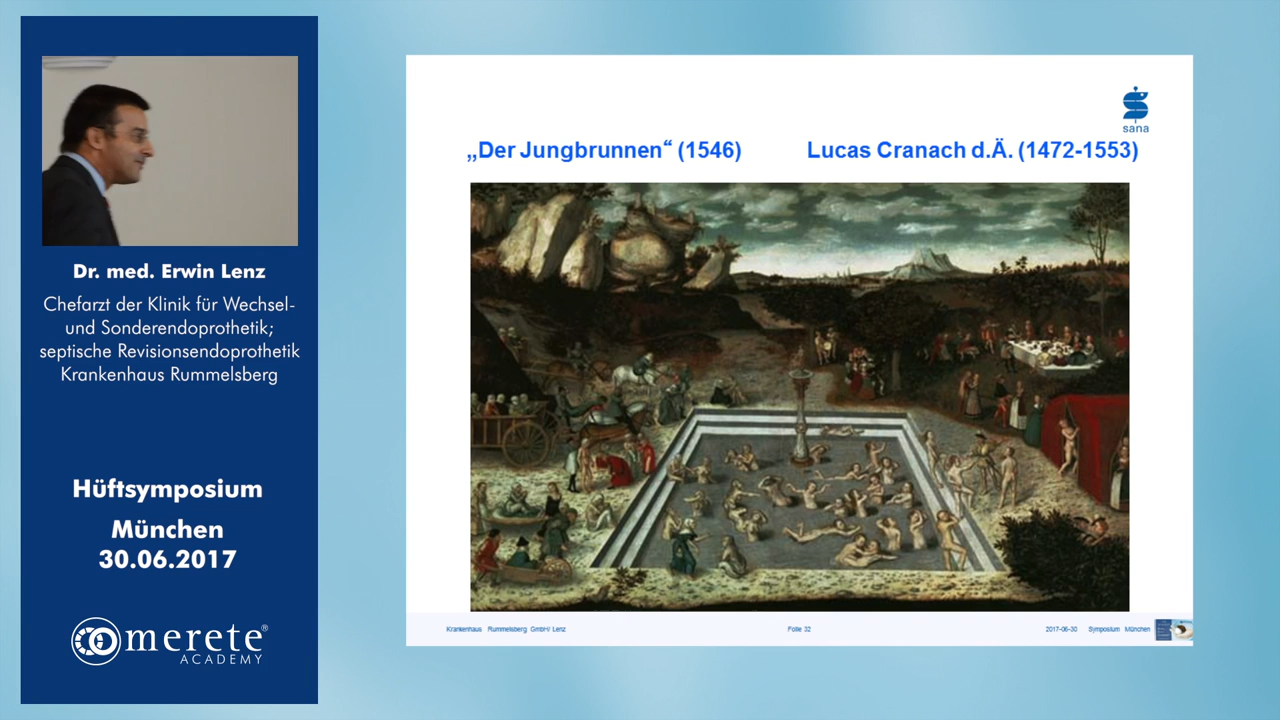 Dr. med. Erwin Lenz
Chefarzt der Klinik für Wechsel-
und Sonderendoprothetik;
septische Revisionsendoprothetik
Krankenhaus Rummelsberg
Hüftsymposium
München
30.06.2017
merete®
ACADEMY
sana
„Der Jungbrunnen“ (1546) Lucas Cranach d.Ä. (1472-1553)
Krankenhaus Rummelsberg GmbH/ Lenz Folie 32 2017-06-30 Symposium München